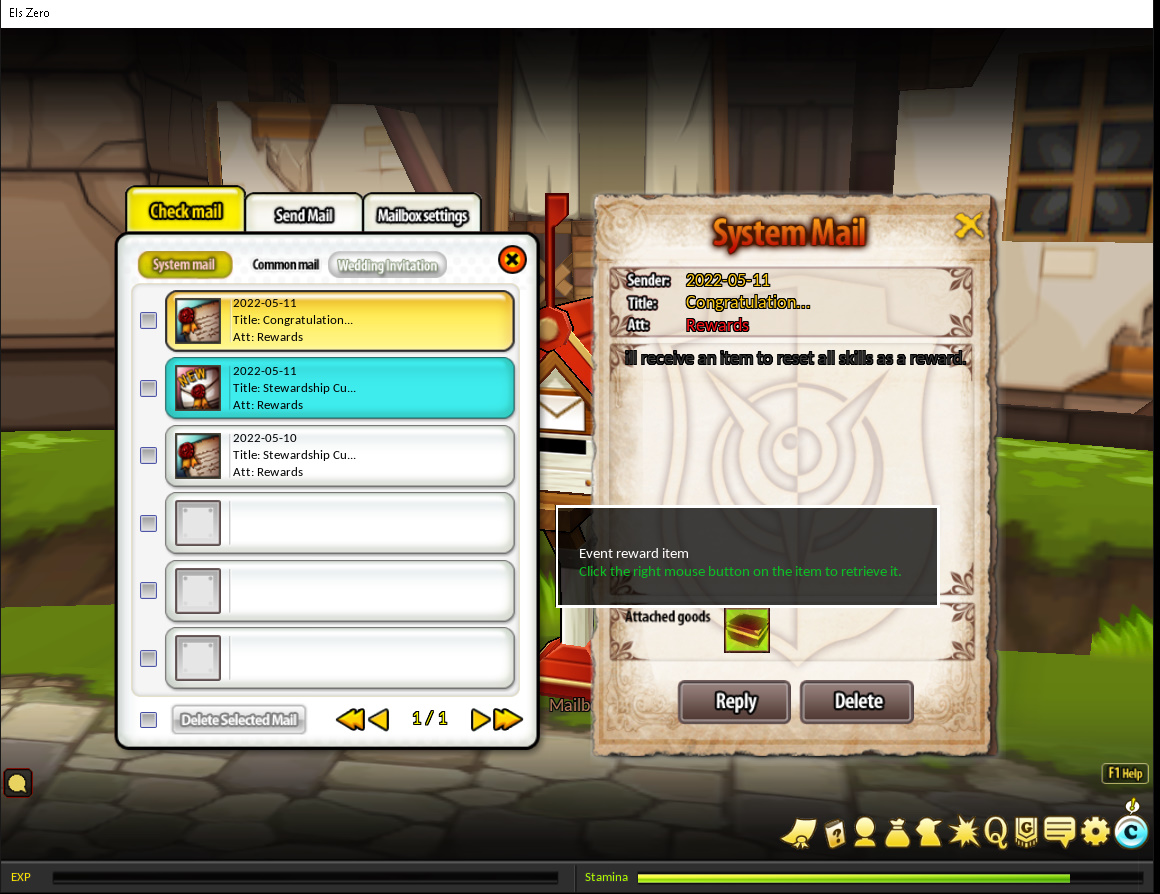 Els Zero
Check mail
Send Mail
Mailbox settings
System mail
Common mail
Wedding Invitation
2022-05-11
Title: Congratulation...
Att: Rewards
NEW
2022-05-11
Title: Stewardship Cu...
Att: Rewards
2022-05-10
Title: Stewardship Cu...
Att: Rewards
Delete Selected Mail
1 / 1
System Mail
Sender: 2022-05-11
Title: Congratulation...
Att: Rewards
ill receive an item to reset all skills as a reward.
Event reward item
Click the right mouse button on the item to retrieve it.
Attached goods
Reply
Delete
Mailb
F1 Help
EXP
Stamina